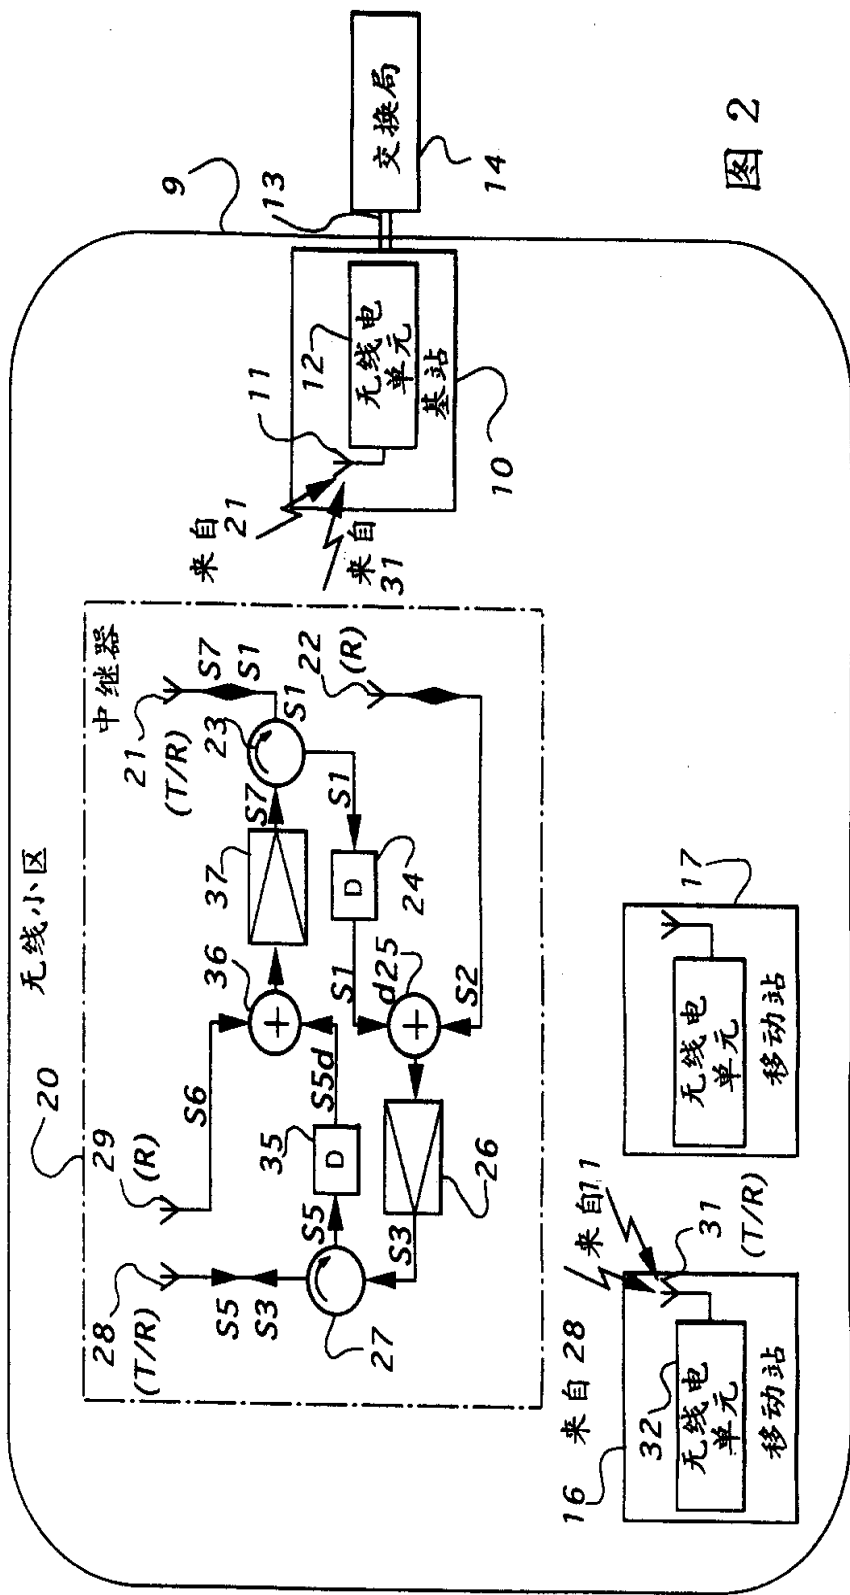 无线小区
9
20
中继器
29
(R)
28
(T/R)
S6
S5
S3
27
S5
35
D
S5d
36
+
37
S7
23
21
(T/R)
S7
S1
S1
S1
D
24
S1
d25
+
S2
26
S3
22
(R)
来自
21
来自
31
11
12
无线电
单元
基站
10
13
交换局
14
16
来自28
来自11
31
(T/R)
32
无线电
单元
移动站
17
无线电
单元
移动站
图2